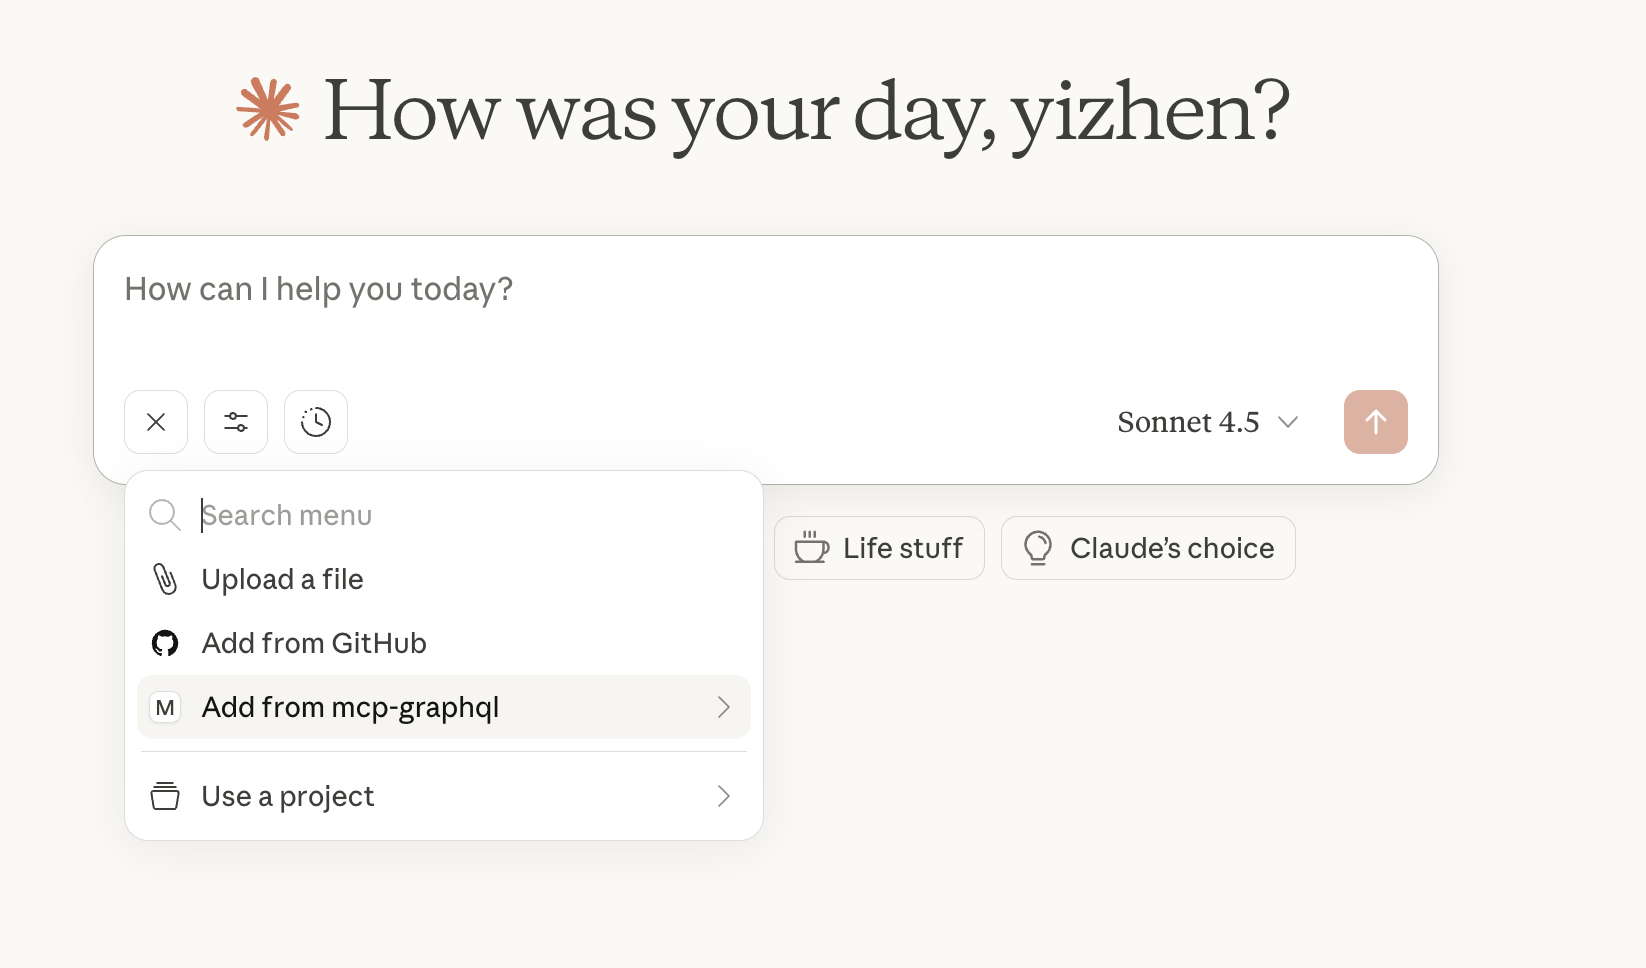 How was your day, yizhen?
How can I help you today?
Sonnet 4.5
Search menu
Upload a file
Add from GitHub
M Add from mcp-graphql
Use a project
Life stuff
Claude’s choice